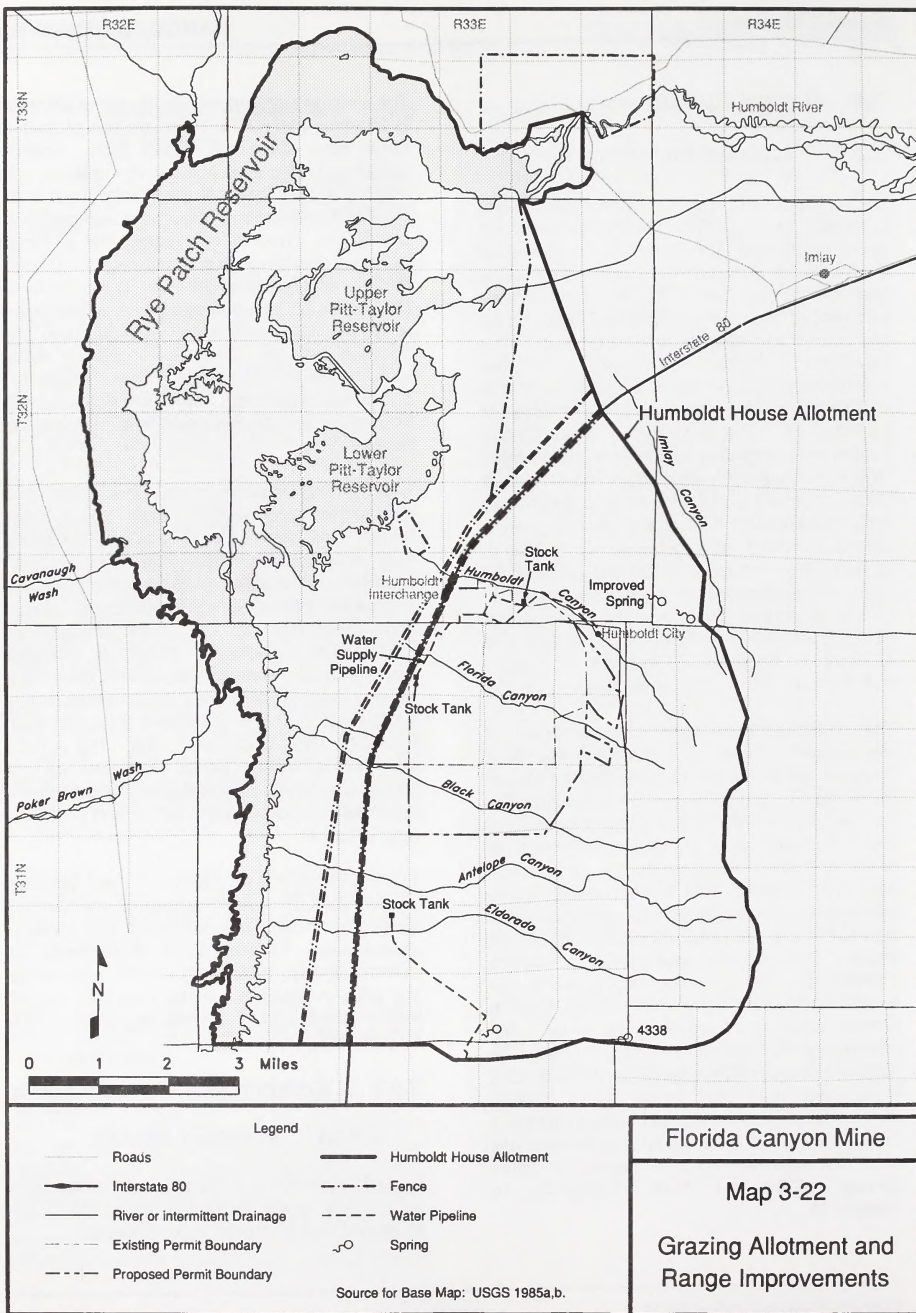 R32E
R33E
R34E
T33N
Humboldt River
Rye Patch Reservoir
Imlay
Upper
Pitt-Taylor
Reservoir
Interstate 80
T32N
Humboldt House Allotment
Imlay
Canyon
Lower
Pitt-Taylor
Reservoir
Cavanaugh
Wash
Humboldt
Interchange
Humboldt
Canyon
Stock
Tank
Improved
Spring
Humboldt City
Water
Supply
Pipeline
Florida
Canyon
Stock Tank
Poker Brown Wash
Black
Canyon
T31N
Antelope
Canyon
Stock Tank
Eldorado
Canyon
N
4338
0 1 2 3 Miles
Legend
Roads
Interstate 80
River or intermittent Drainage
Existing Permit Boundary
Proposed Permit Boundary
Humboldt House Allotment
Fence
Water Pipeline
Spring
Source for Base Map: USGS 1985a,b.
Florida Canyon Mine
Map 3-22
Grazing Allotment and
Range Improvements